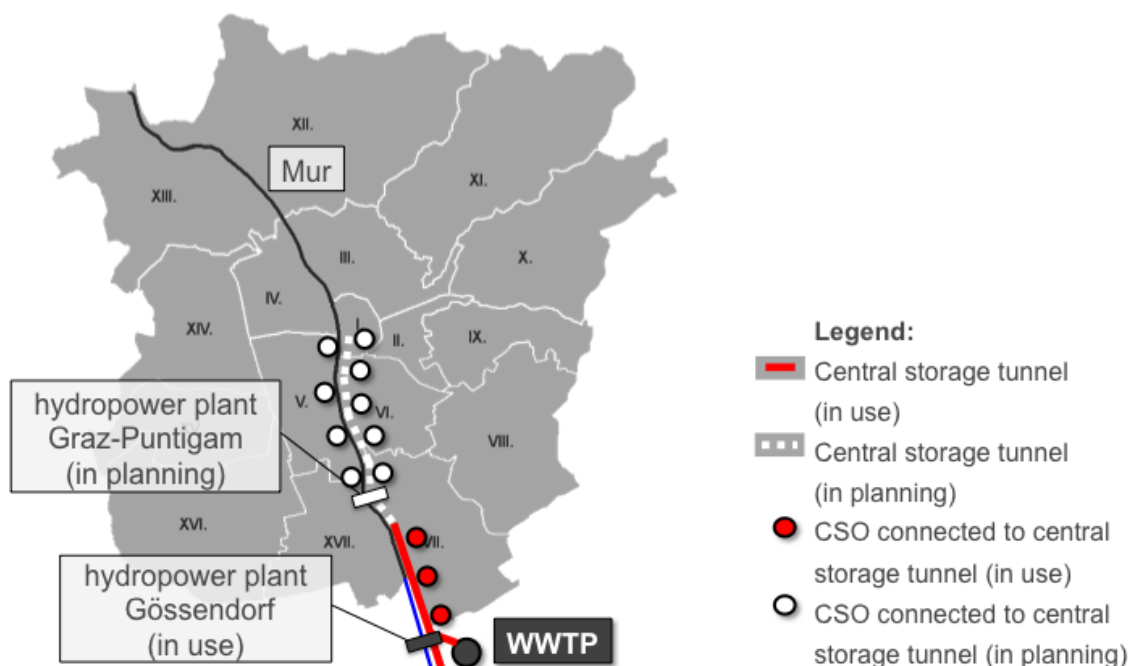 XII.
Mur
XI.
XIII.
III.
X.
IV.
XIV.
I.
II.
IX.
hydropower plant
Graz-Puntigam
(in planning)
V.
VI.
VIII.
XVI.
XVII.
VII.
hydropower plant
Gössendorf
(in use)
WWTP
Legend:
Central storage tunnel
(in use)
Central storage tunnel
(in planning)
CSO connected to central
storage tunnel (in use)
CSO connected to central
storage tunnel (in planning)